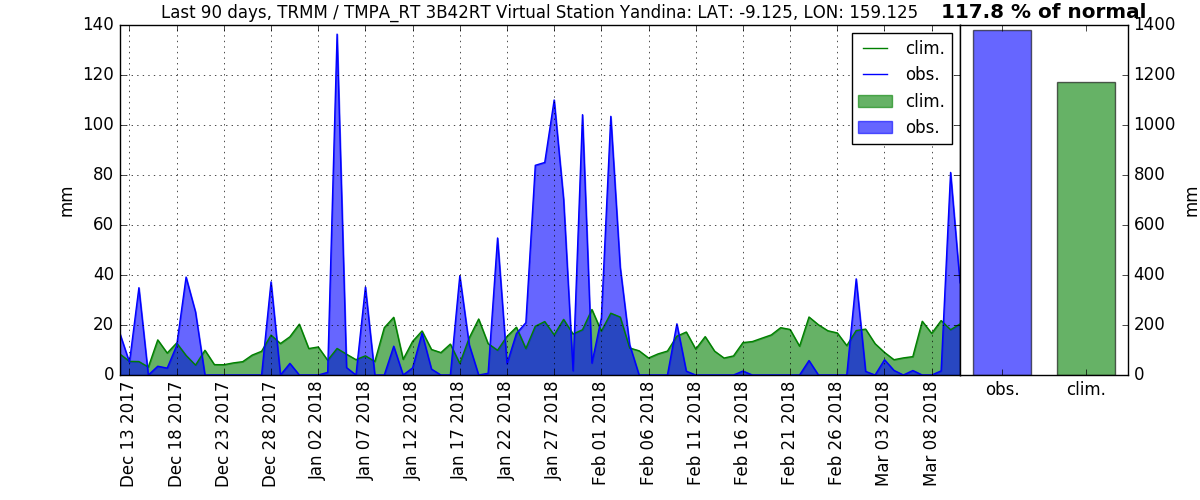 Last 90 days, TRMM / TMPA_RT 3B42RT Virtual Station Yandina: LAT: -9.125, LON: 159.125
117.8 % of normal
140
120
100
80
60
40
20
0
mm
clim.
obs.
clim.
obs.
1400
1200
1000
800
600
400
200
0
mm
Dec 13 2017
Dec 18 2017
Dec 23 2017
Dec 28 2017
Jan 02 2018
Jan 07 2018
Jan 12 2018
Jan 17 2018
Jan 22 2018
Jan 27 2018
Feb 01 2018
Feb 06 2018
Feb 11 2018
Feb 16 2018
Feb 21 2018
Feb 26 2018
Mar 03 2018
Mar 08 2018
obs.
clim.